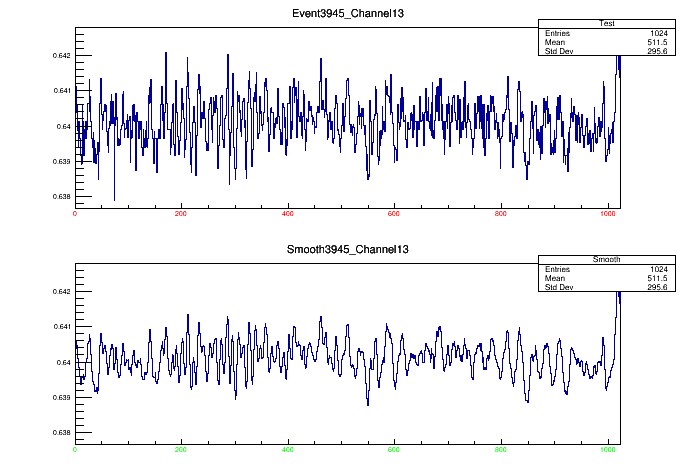 Event3945_Channel13
Test
Entries 1024
Mean 511.5
Std Dev 295.6
0.642
0.641
0.64
0.639
0.638
0 200 400 600 800 1000
Smooth3945_Channel13
Smooth
Entries 1024
Mean 511.5
Std Dev 295.6
0.642
0.641
0.64
0.639
0.638
0 200 400 600 800 1000